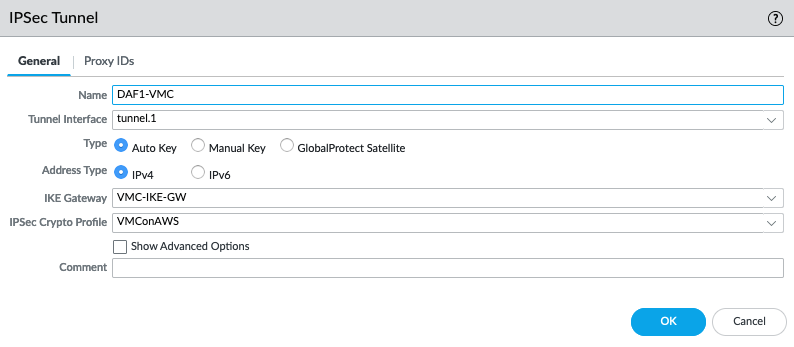 IPSec Tunnel
General Proxy IDs
Name DAF1-VMC
Tunnel Interface tunnel.1
Type Auto Key Manual Key GlobalProtect Satellite
Address Type IPv4 IPv6
IKE Gateway VMC-IKE-GW
IPSec Crypto Profile VMConAWS
Show Advanced Options
Comment
OK Cancel